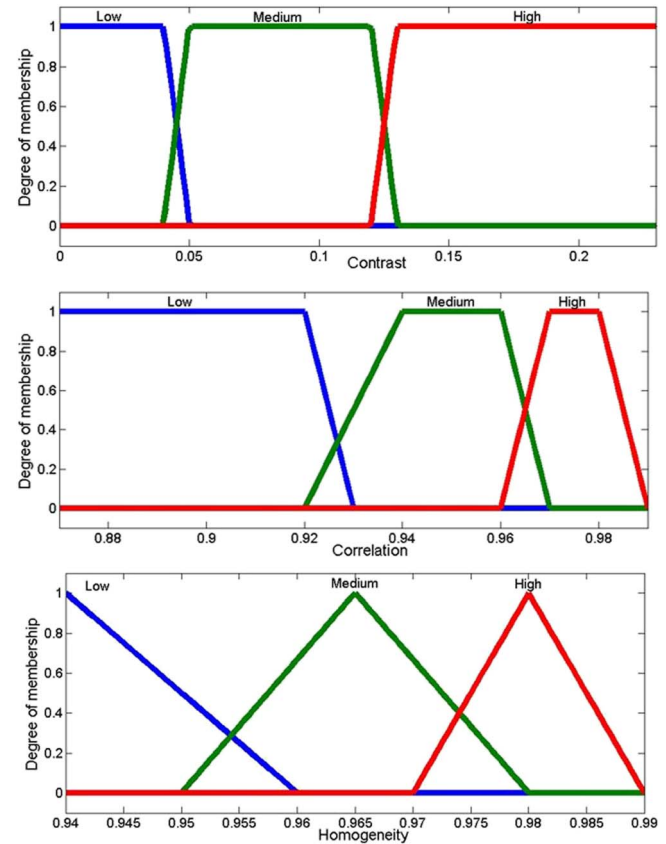 Low Medium High
Degree of membership
1
0.8
0.6
0.4
0.2
0
0 0.05 0.1 0.15 0.2
Contrast
Low Medium High
Degree of membership
1
0.8
0.6
0.4
0.2
0
0.88 0.9 0.92 0.94 0.96 0.98
Correlation
Low Medium High
Degree of membership
1
0.8
0.6
0.4
0.2
0
0.94 0.945 0.95 0.955 0.96 0.965 0.97 0.975 0.98 0.985 0.99
Homogeneity